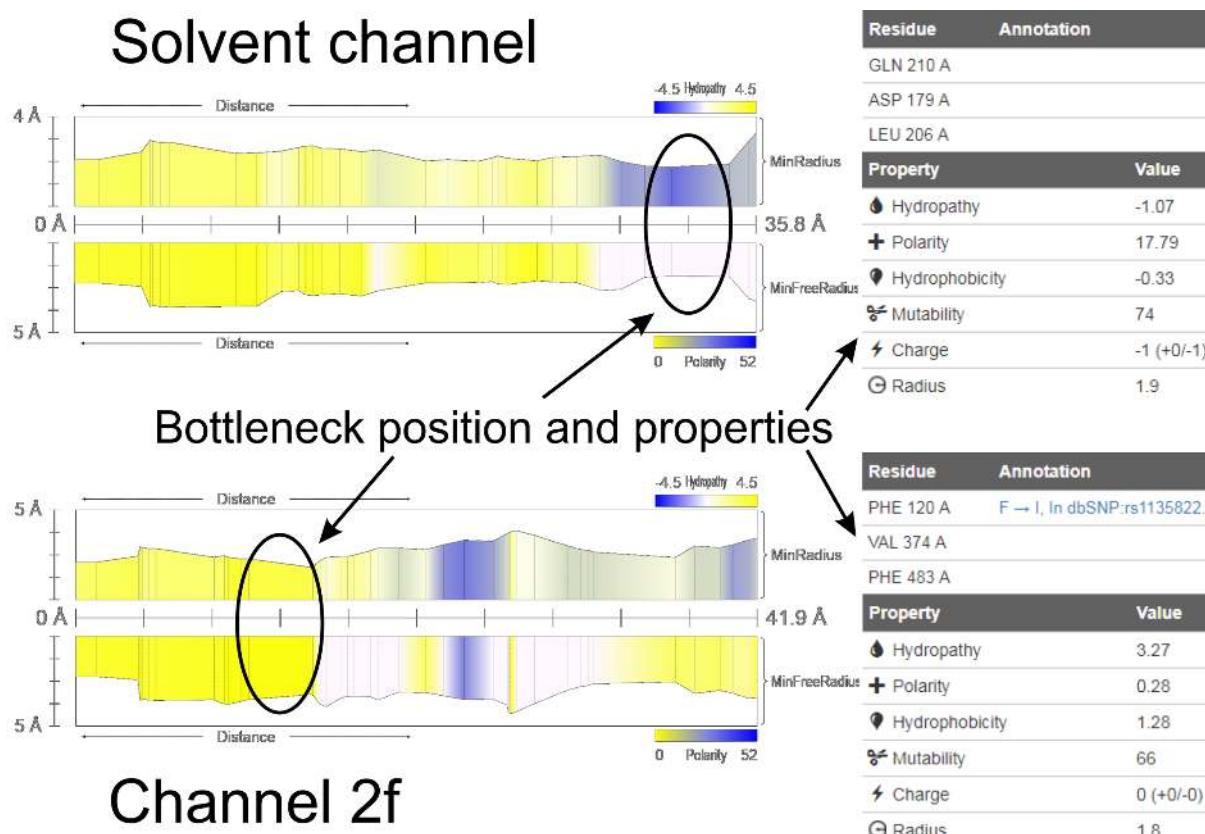 Solvent channel
Distance
-4.5 Hydropathy 4.5
4 Å
MinRadius
0 Å
35.8 Å
MinFreeRadius
5 Å
Distance
0 Polarity 52
Residue Annotation
GLN 210 A
ASP 179 A
LEU 206 A
Property Value
Hydropathy -1.07
Polarity 17.79
Hydrophobicity -0.33
Mutability 74
Charge -1 (+0/-1)
Radius 1.9
Bottleneck position and properties
Distance
-4.5 Hydropathy 4.5
5 Å
MinRadius
0 Å
41.9 Å
MinFreeRadius
5 Å
Distance
0 Polarity 52
Channel 2f
Residue Annotation
PHE 120 A F → I, In dbSNP:rs1135822.
VAL 374 A
PHE 483 A
Property Value
Hydropathy 3.27
Polarity 0.28
Hydrophobicity 1.28
Mutability 66
Charge 0 (+0/-0)
Radius 1.8